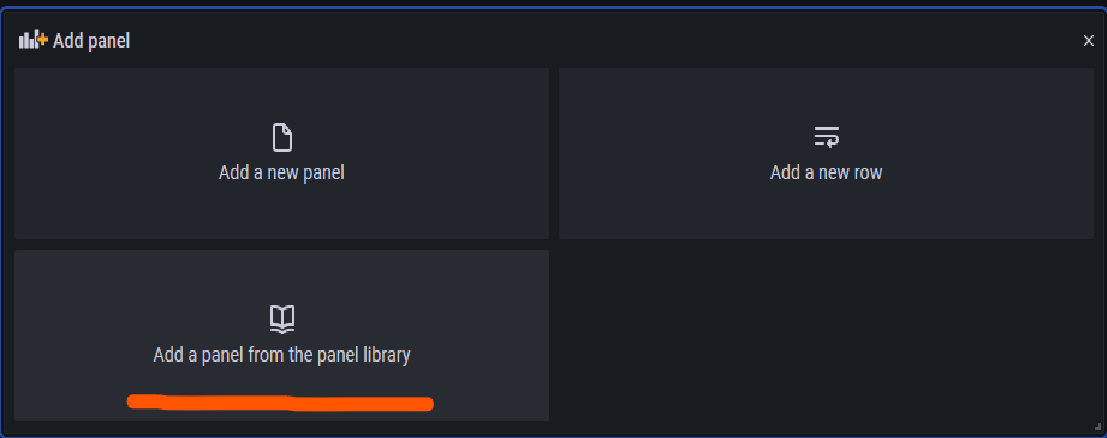 Add panel
Add a new panel
Add a new row
Add a panel from the panel library